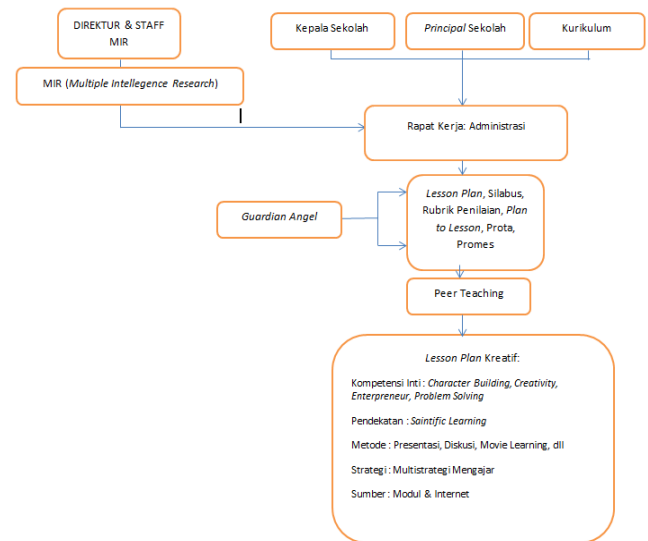 DIREKTUR & STAFF
MIR
Kepala Sekolah
Principal Sekolah
Kurikulum
MIR (Multiple Intellegence Research)
Rapat Kerja: Administrasi
Lesson Plan, Silabus,
Rubrik Penilaian, Plan
to Lesson, Prota,
Promes
Guardian Angel
Peer Teaching
Lesson Plan Kreatif:
Kompetensi Inti : Character Building, Creativity,
Enterpreneur, Problem Solving
Pendekatan : Saintific Learning
Metode : Presentasi, Diskusi, Movie Learning, dll
Strategi : Multistrategi Mengajar
Sumber : Modul & Internet